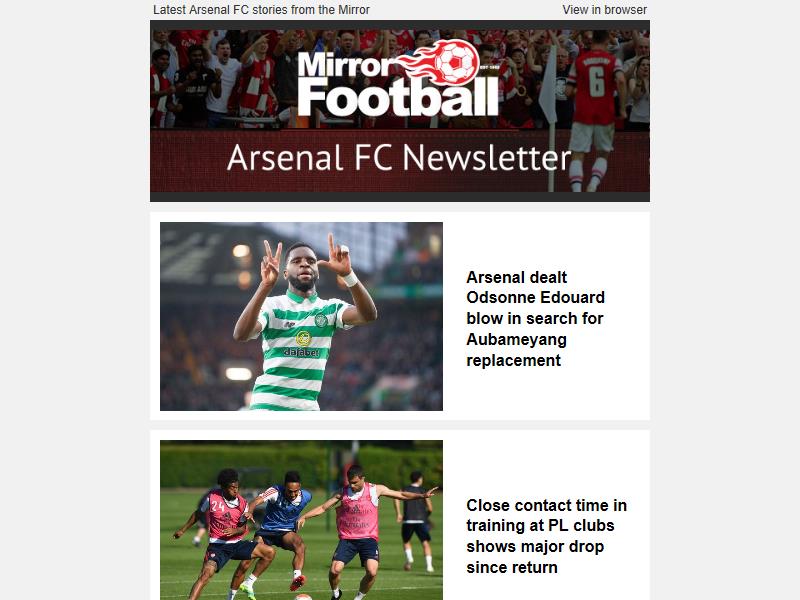 Latest Arsenal FC stories from the Mirror
View in browser
Mirror
Football
Arsenal FC Newsletter
6
Arsenal dealt
Odsonne Edouard
blow in search for
Aubameyang
replacement
dafabet
24
Close contact time in
training at PL clubs
shows major drop
since return